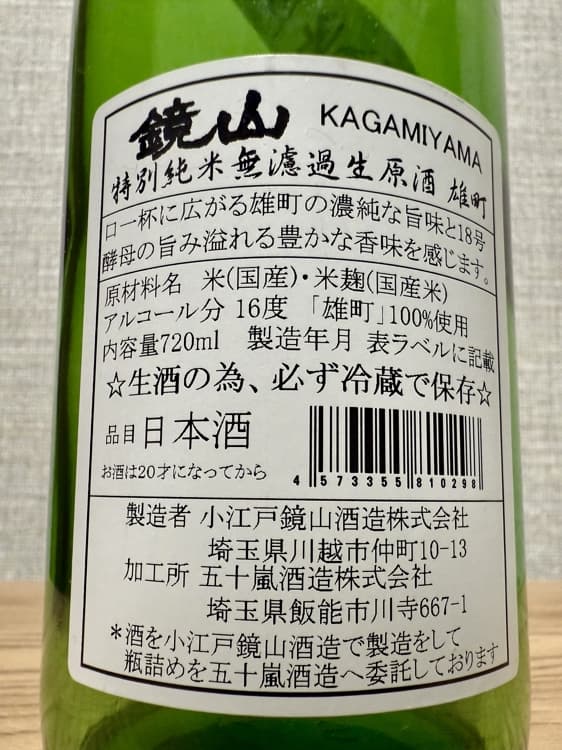 鏡山 KAGAMIYAMA
特別純米無濾過生原酒 雄町
口一杯に広がる雄町の濃純な旨味と18号
酵母の旨み溢れる豊かな香味を感じます。
原材料名 米(国産)・米麹(国産米)
アルコール分 16度 「雄町」100%使用
内容量720ml 製造年月 表ラベルに記載
☆生酒の為、必ず冷蔵で保存☆
品目 日本酒
お酒は20才になってから
4 573355 810298
製造者 小江戸鏡山酒造株式会社
埼玉県川越市仲町10-13
加工所 五十嵐酒造株式会社
埼玉県飯能市川寺667-1
*酒を小江戸鏡山酒造で製造をして
瓶詰めを五十嵐酒造へ委託しております